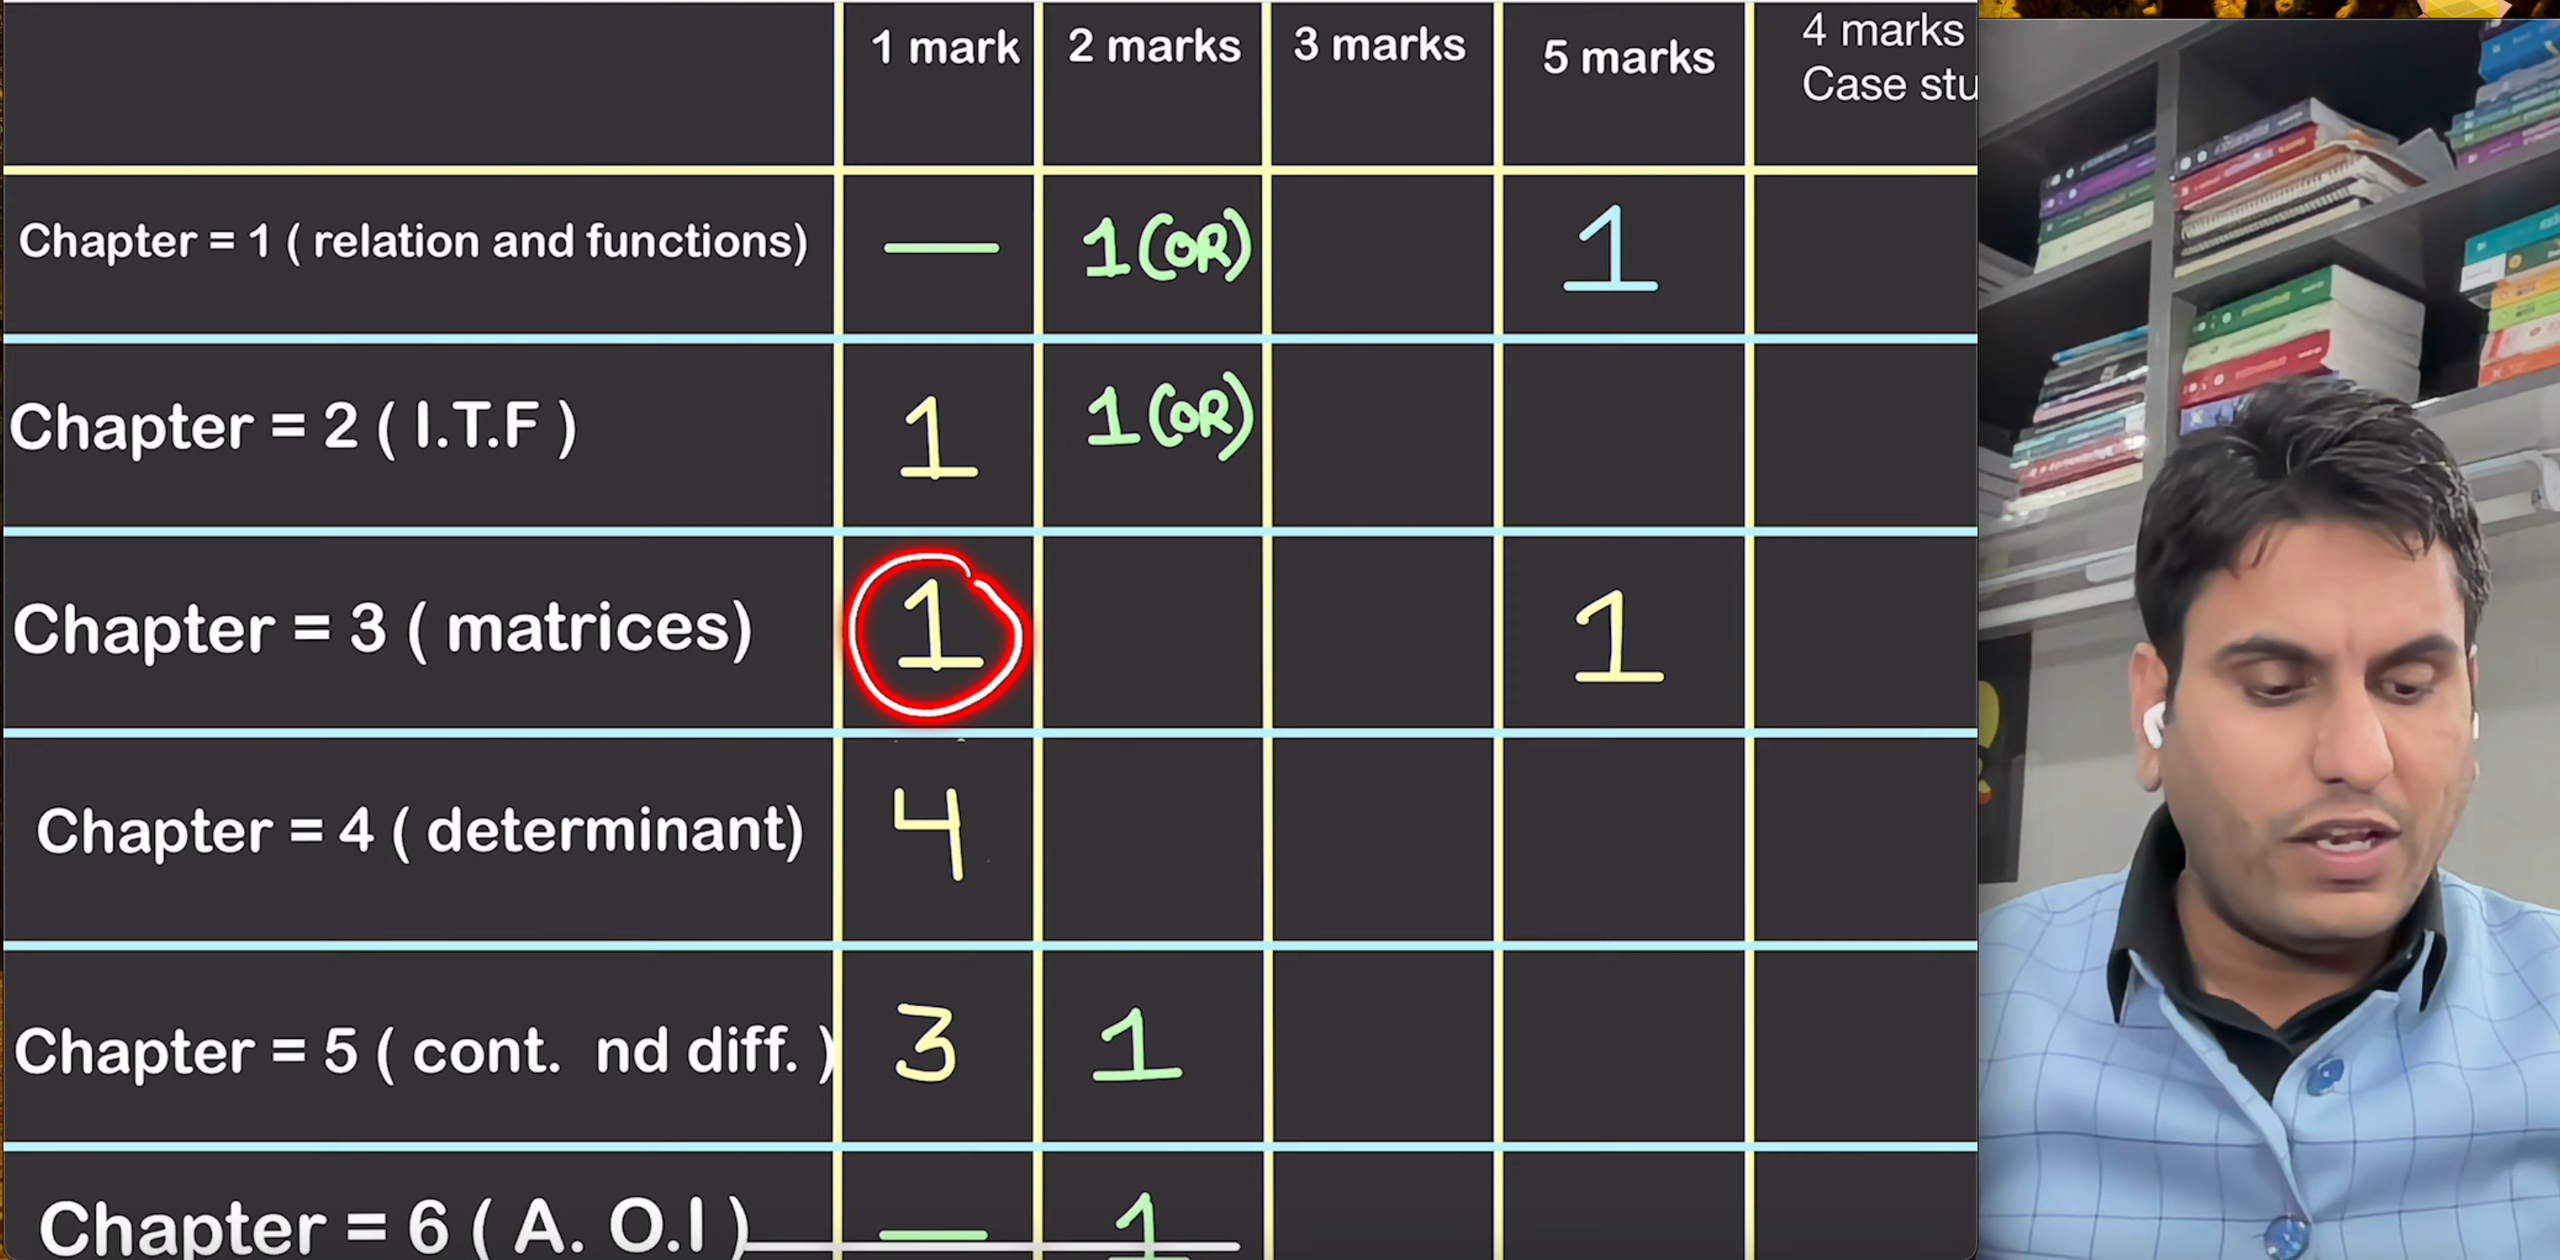 1 mark 2 marks 3 marks 5 marks 4 marks
Case stu
Chapter = 1 ( relation and functions) — 1 (OR) 1
Chapter = 2 ( I.T.F ) 1 1 (OR)
Chapter = 3 ( matrices) 1 1
Chapter = 4 ( determinant) 4
Chapter = 5 ( cont. nd diff. ) 3 1
Chapter = 6 ( A. O.I ) — 1